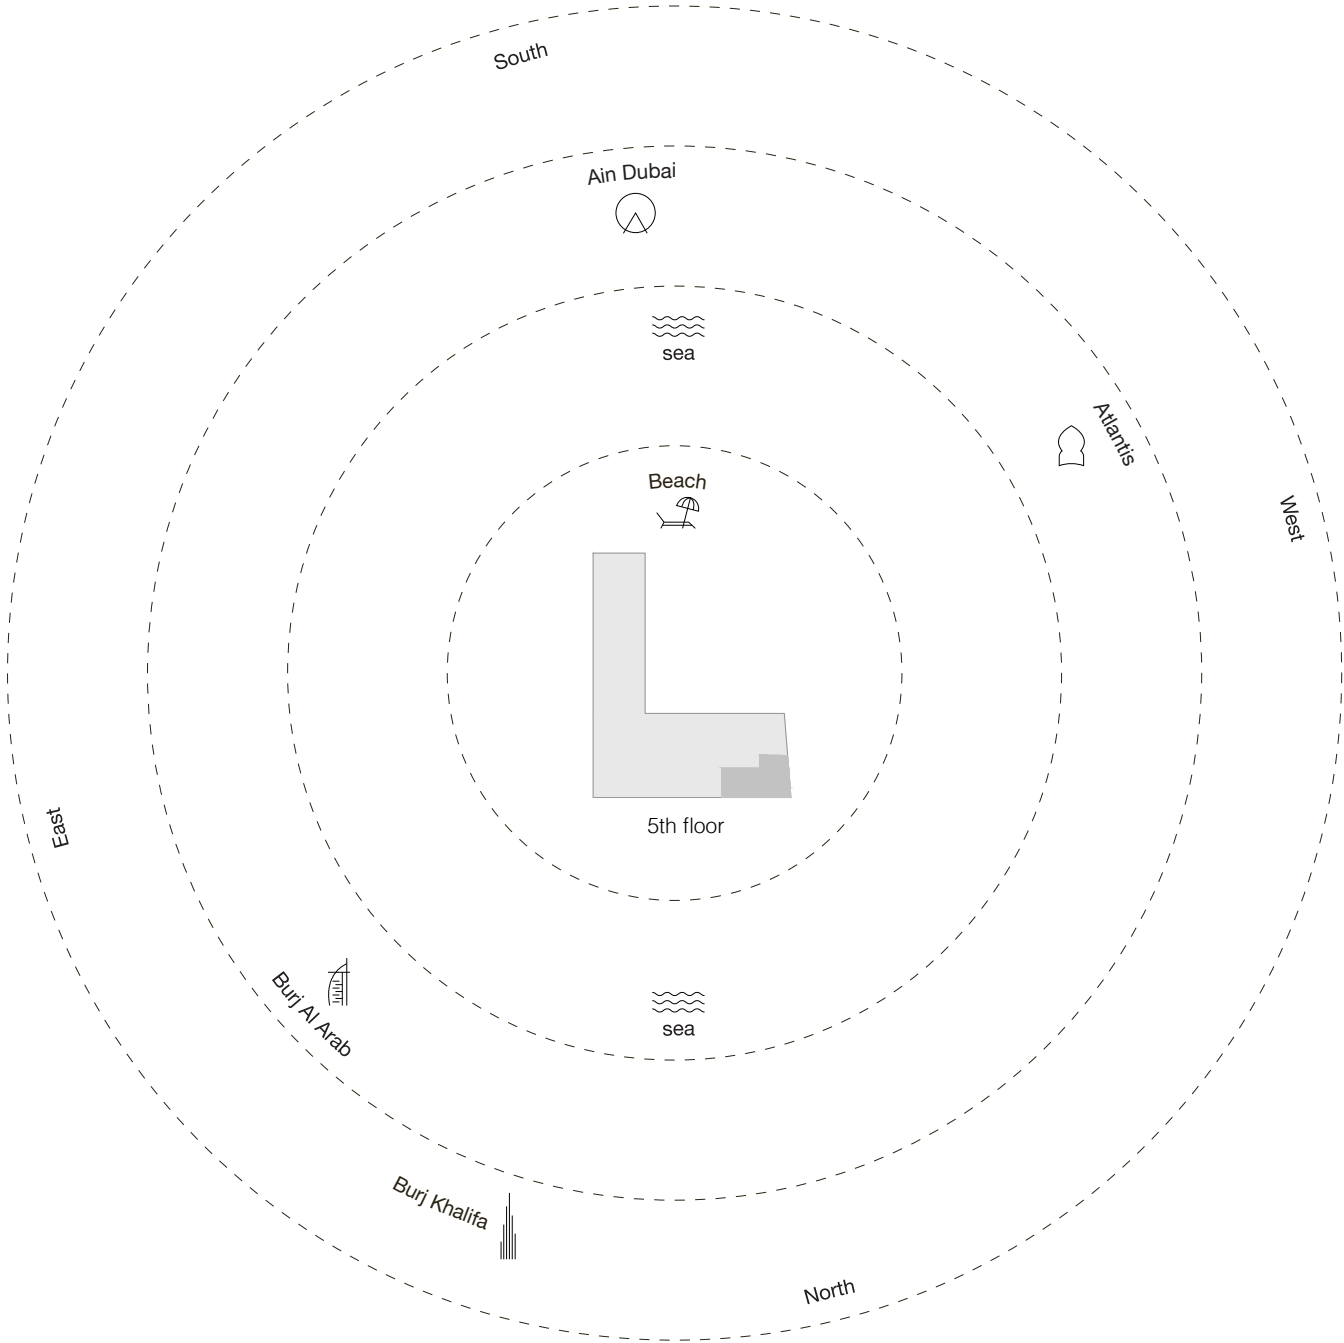 South
Ain Dubai
sea
Atlantis
Beach
West
5th floor
East
Burj Al Arab
sea
Burj Khalifa
North